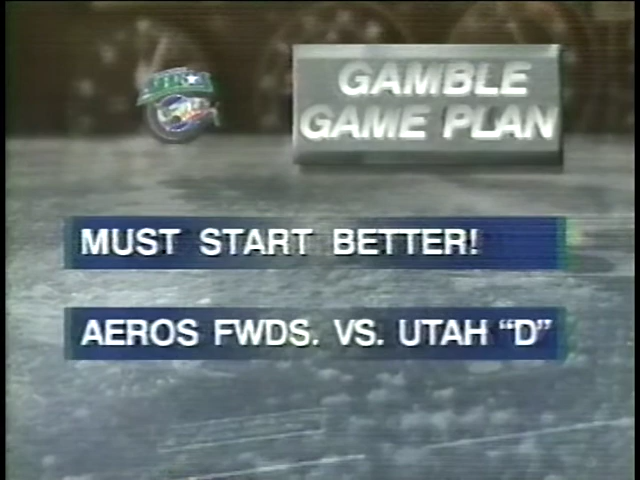 GAMBLE
GAME PLAN
MUST START BETTER!
AEROS FWDS. VS. UTAH “D”